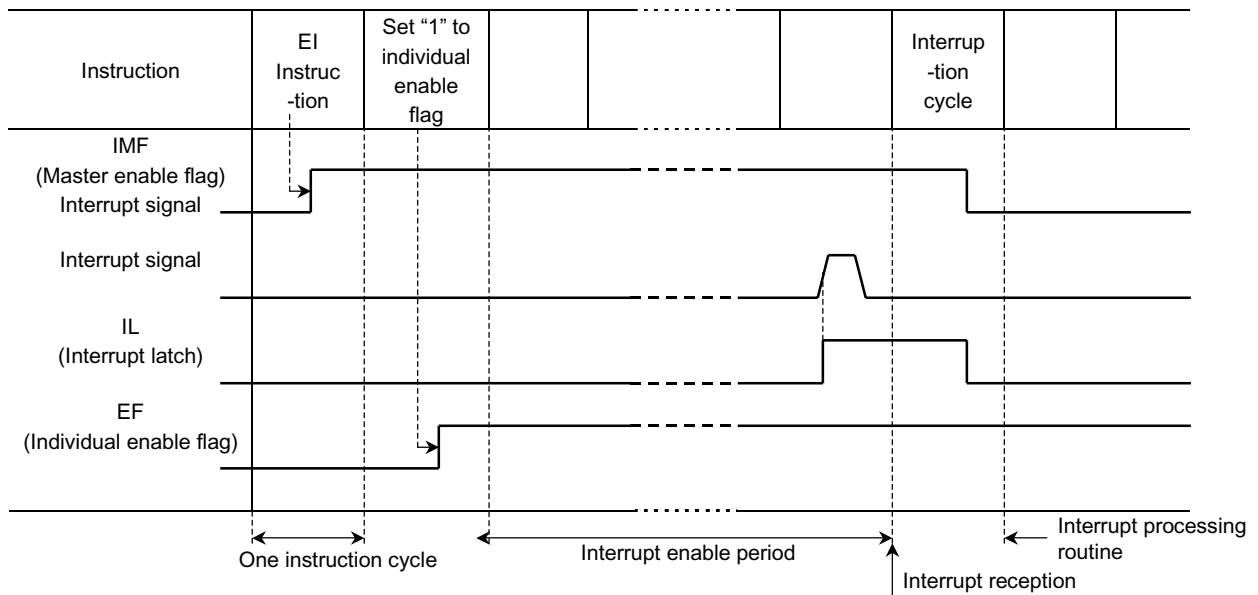 Instruction
EI
Instruc
-tion
Set “1” to
individual
enable
flag
Interrup
-tion
cycle
IMF
(Master enable flag)
Interrupt signal
Interrupt signal
IL
(Interrupt latch)
EF
(Individual enable flag)
One instruction cycle
Interrupt enable period
Interrupt processing
routine
Interrupt reception